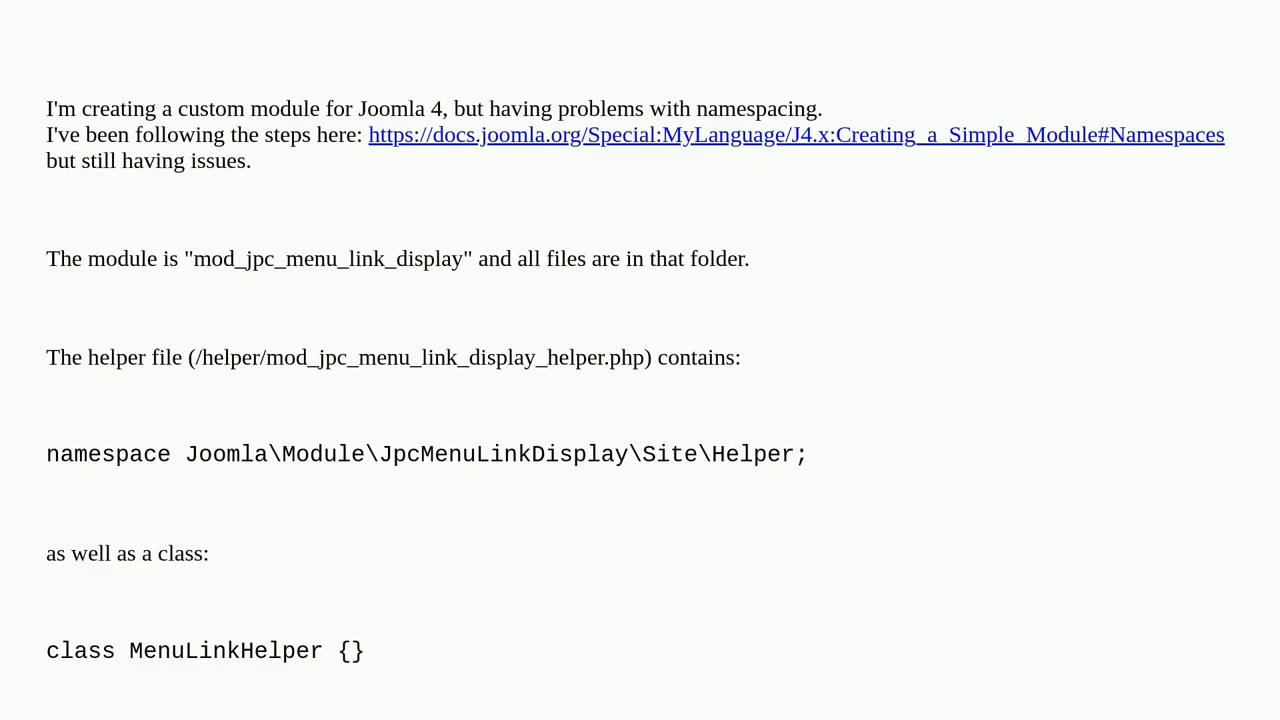 I'm creating a custom module for Joomla 4, but having problems with namespacing.
I've been following the steps here: https://docs.joomla.org/Special:MyLanguage/J4.x:Creating_a_Simple_Module#Namespaces
but still having issues.
The module is "mod_jpc_menu_link_display" and all files are in that folder.
The helper file (/helper/mod_jpc_menu_link_display_helper.php) contains:
namespace Joomla\Module\JpcMenuLinkDisplay\Site\Helper;
as well as a class:
class MenuLinkHelper {}